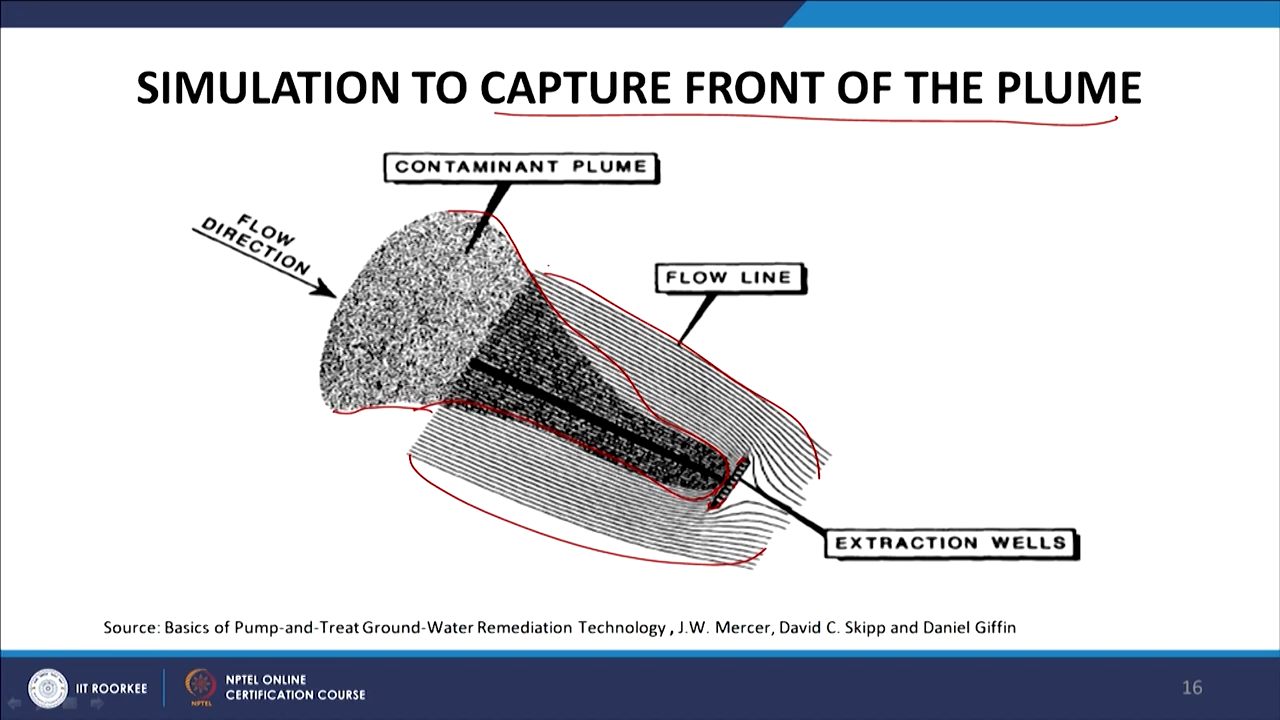 SIMULATION TO CAPTURE FRONT OF THE PLUME
CONTAMINANT PLUME
FLOW
DIRECTION
FLOW LINE
EXTRACTION WELLS
Source: Basics of Pump-and-Treat Ground-Water Remediation Technology , J.W. Mercer, David C. Skipp and Daniel Giffin
IIT ROORKEE
NPTEL
NPTEL ONLINE
CERTIFICATION COURSE
16